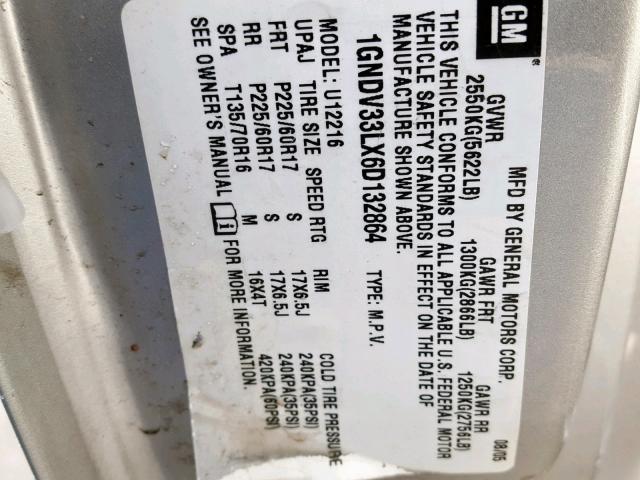 GM®
MFD BY GENERAL MOTORS CORP. 08/05
GVWR GAWR FRT GAWR RR
2550KG(5622LB) 1300KG(2866LB) 1250KG(2756LB)
THIS VEHICLE CONFORMS TO ALL APPLICABLE U.S. FEDERAL MOTOR
VEHICLE SAFETY STANDARDS IN EFFECT ON THE DATE OF
MANUFACTURE SHOWN ABOVE.
1GNDV33LX6D132864 TYPE: M.P.V.
MODEL: U12216
UPAJ TIRE SIZE SPEED RTG RIM COLD TIRE PRESSURE
FRT P225/60R17 S 17X6.5J 240KPA(35PSI)
RR P225/60R17 S 17X6.5J 240KPA(35PSI)
SPA T135/70R16 M 16X4T 420KPA(60PSI)
SEE OWNER'S MANUAL FOR MORE INFORMATION.